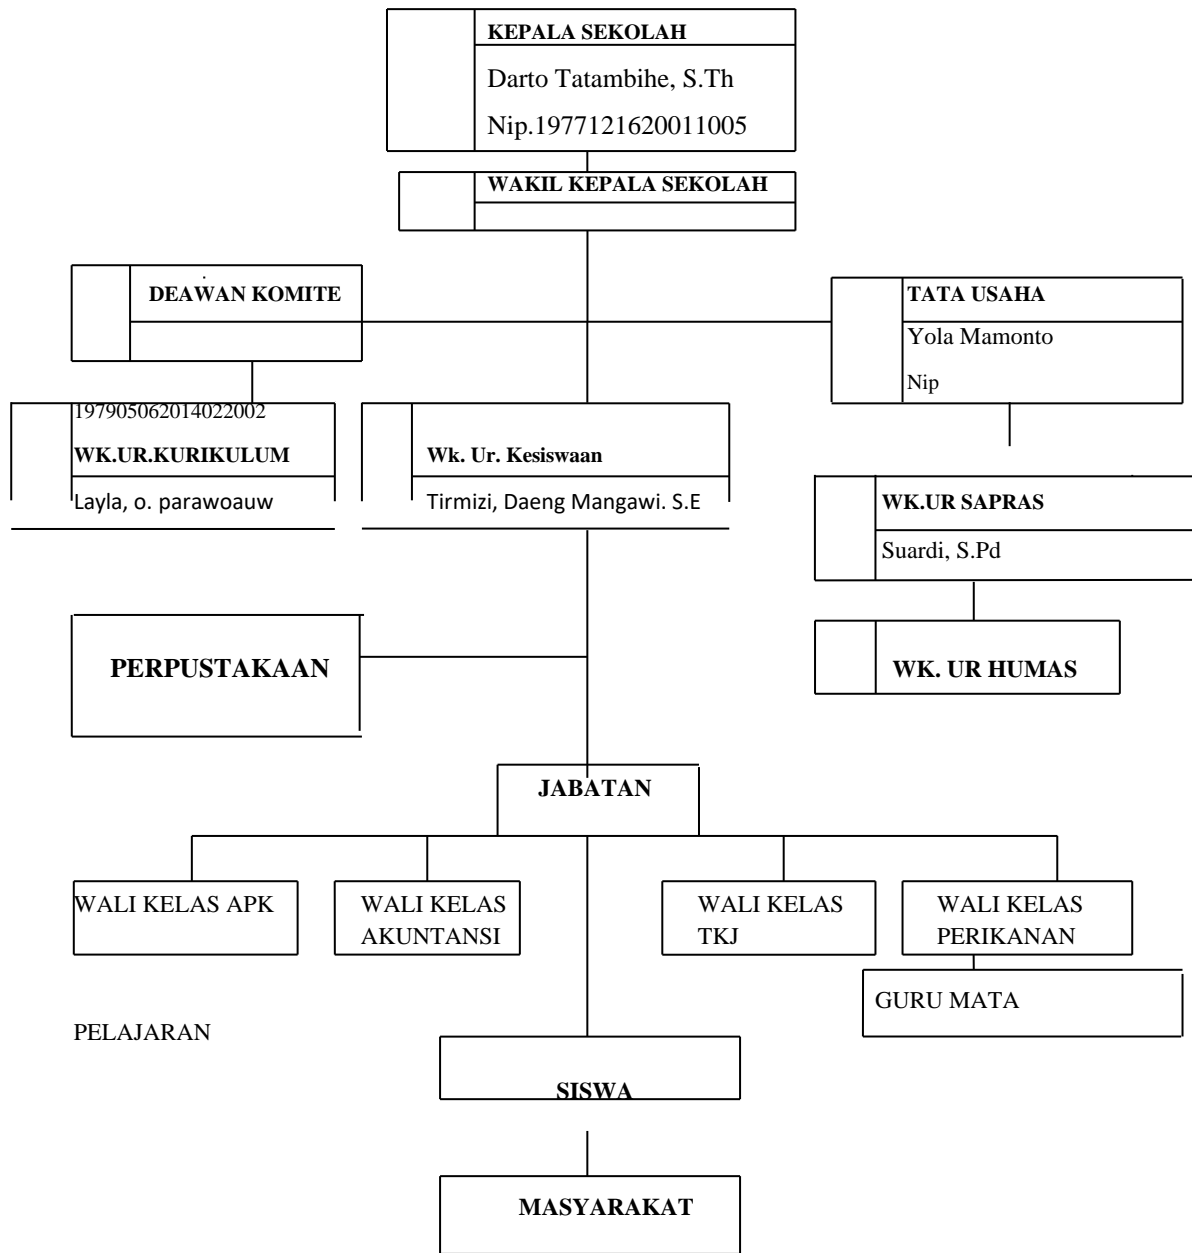 KEPALA SEKOLAH
Darto Tatambihe, S.Th
Nip.1977121620011005
WAKIL KEPALA SEKOLAH
DEAWAN KOMITE
TATA USAHA
Yola Mamonto
Nip
197905062014022002
WK.UR.KURIKULUM
Layla, o. parawoauw
Wk. Ur. Kesiswaan
Tirmizi, Daeng Mangawi. S.E
WK.UR SAPRAS
Suardi, S.Pd
PERPUSTAKAAN
WK. UR HUMAS
JABATAN
WALI KELAS APK
WALI KELAS
AKUNTANSI
WALI KELAS
TKJ
WALI KELAS
PERIKANAN
GURU MATA
PELAJARAN
SISWA
MASYARAKAT